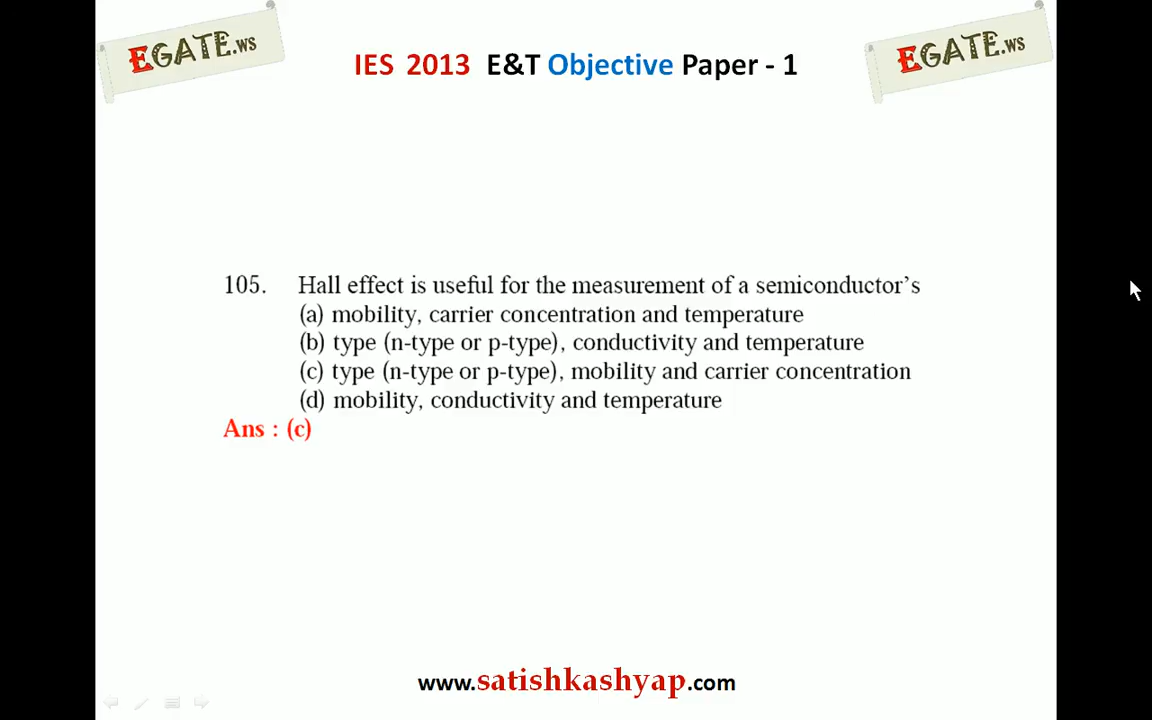 EGATE.ws
IES 2013 E&T Objective Paper - 1
EGATE.ws
105. Hall effect is useful for the measurement of a semiconductor’s
(a) mobility, carrier concentration and temperature
(b) type (n-type or p-type), conductivity and temperature
(c) type (n-type or p-type), mobility and carrier concentration
(d) mobility, conductivity and temperature
Ans : (c)
www.satishkashyap.com